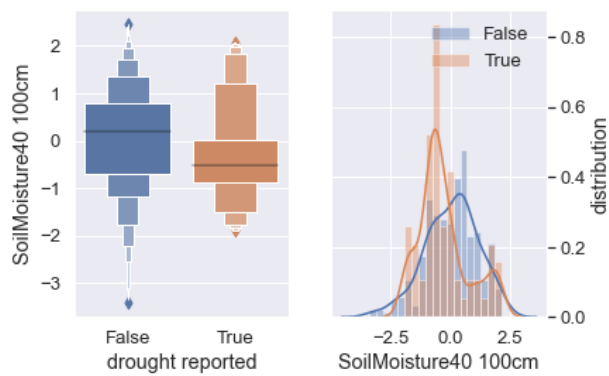 SoilMoisture40 100cm
2
1
0
−1
−2
−3
False True
drought reported
False
True
0.8
0.6
0.4
0.2
0.0
distribution
−2.5 0.0 2.5
SoilMoisture40 100cm